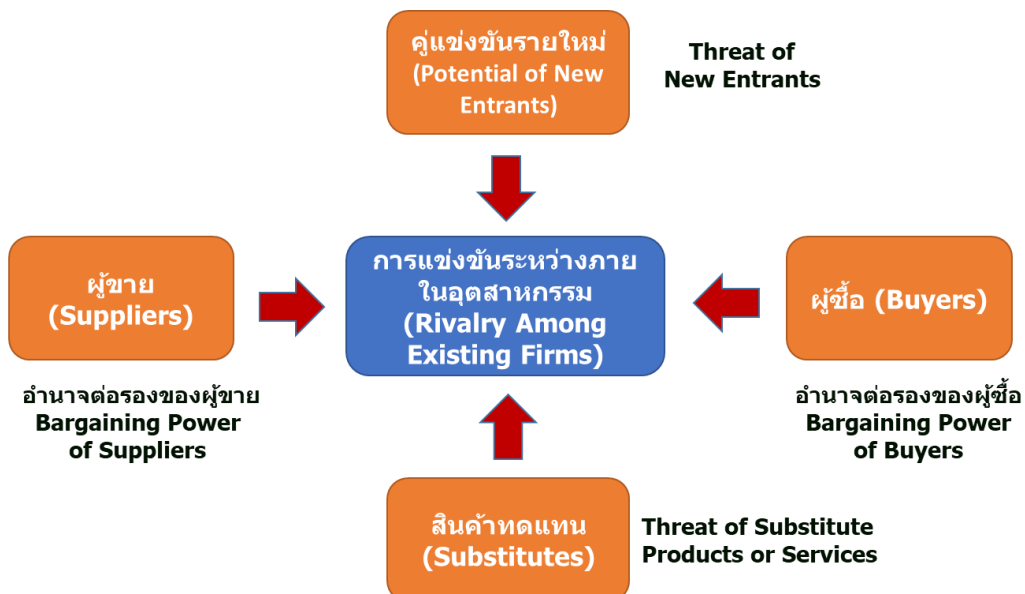 คู่แข่งขันรายใหม่
(Potential of New
Entrants)
Threat of
New Entrants
ผู้ขาย
(Suppliers)
การแข่งขันระหว่างภาย
ในอุตสาหกรรม
(Rivalry Among
Existing Firms)
ผู้ซื้อ (Buyers)
อำนาจต่อรองของผู้ขาย
Bargaining Power
of Suppliers
อำนาจต่อรองของผู้ซื้อ
Bargaining Power
of Buyers
สินค้าทดแทน
(Substitutes)
Threat of Substitute
Products or Services